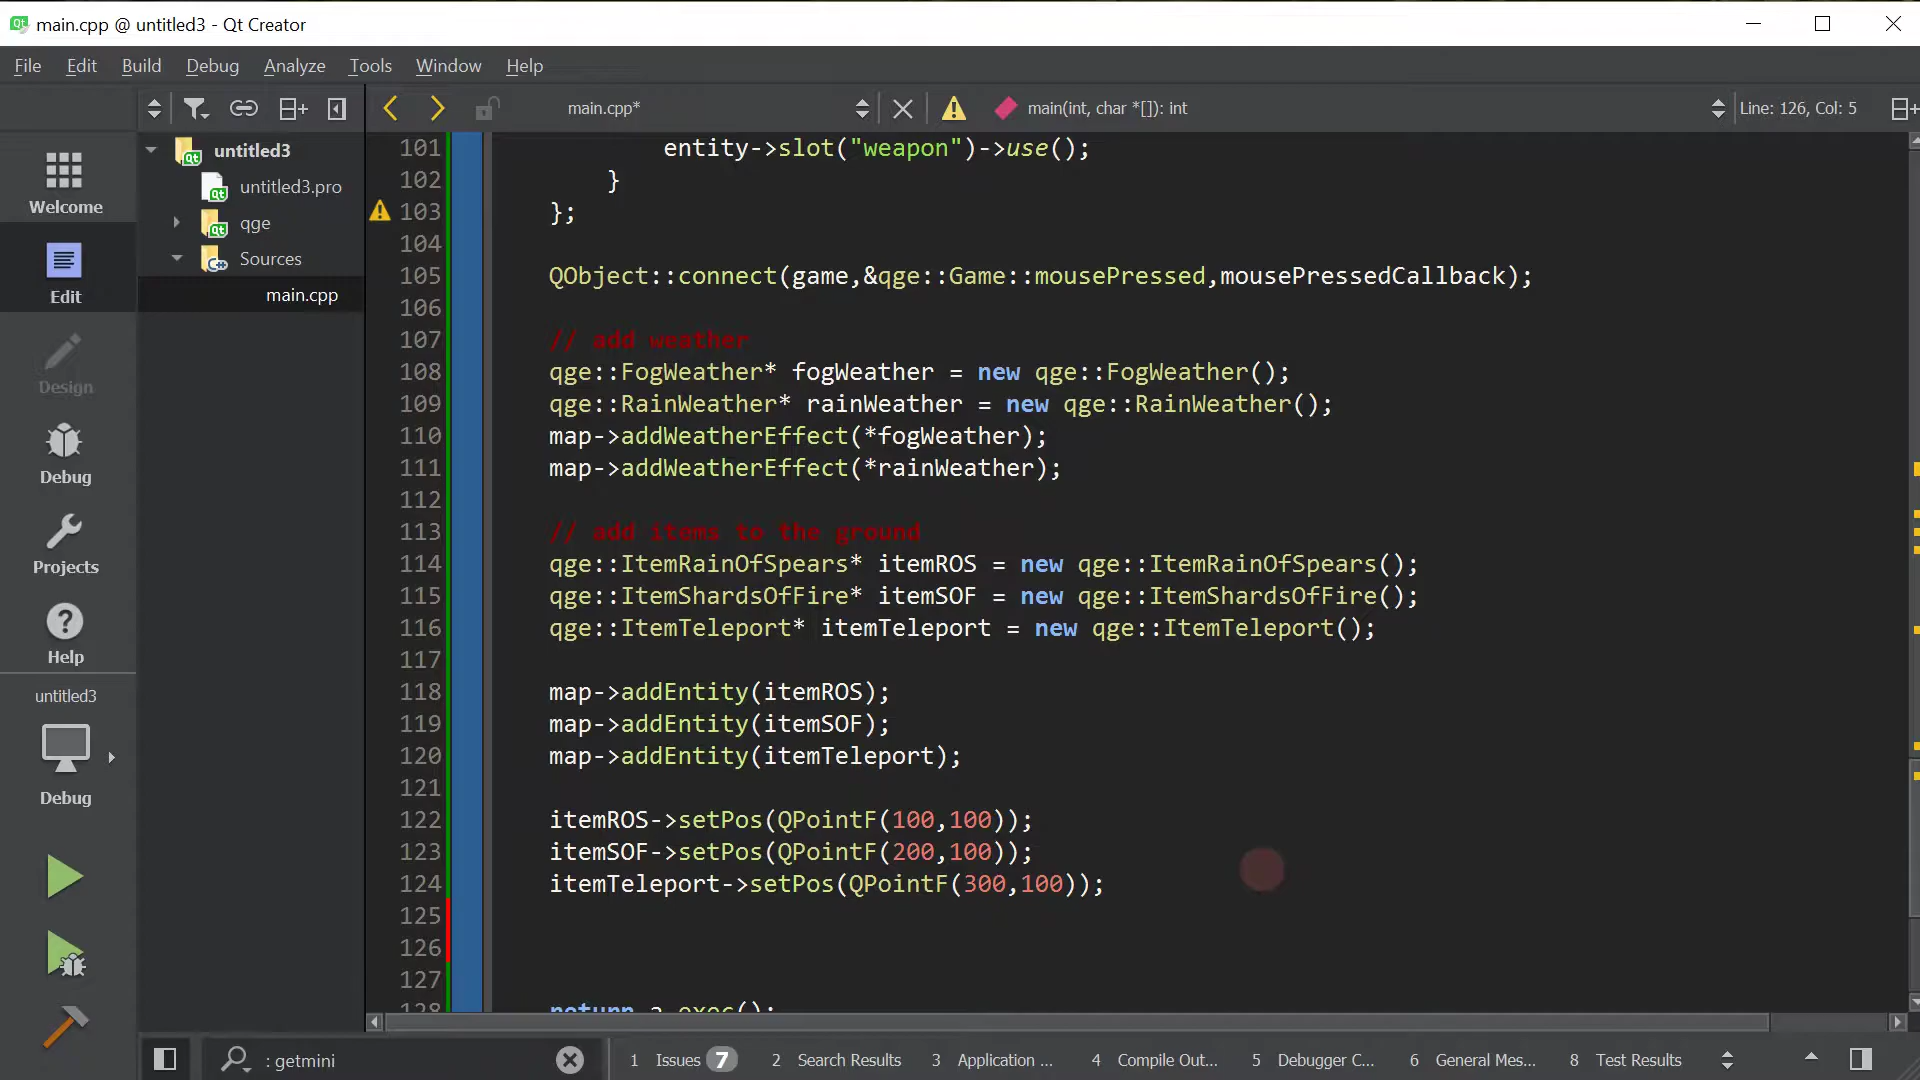 main.cpp @ untitled3 - Qt Creator
File Edit Build Debug Analyze Tools Window Help
main.cpp* main(int, char *[]): int Line: 126, Col: 5
Welcome
Edit
Design
Debug
Projects
Help
untitled3
Debug
untitled3
untitled3.pro
qge
Sources
main.cpp
101 entity->slot("weapon")->use();
102 }
103 };
104
105 QObject::connect(game,&qge::Game::mousePressed,mousePressedCallback);
106
107 // add weather
108 qge::FogWeather* fogWeather = new qge::FogWeather();
109 qge::RainWeather* rainWeather = new qge::RainWeather();
110 map->addWeatherEffect(*fogWeather);
111 map->addWeatherEffect(*rainWeather);
112
113 // add items to the ground
114 qge::ItemRainOfSpears* itemROS = new qge::ItemRainOfSpears();
115 qge::ItemShardsOfFire* itemSOF = new qge::ItemShardsOfFire();
116 qge::ItemTeleport* itemTeleport = new qge::ItemTeleport();
117
118 map->addEntity(itemROS);
119 map->addEntity(itemSOF);
120 map->addEntity(itemTeleport);
121
122 itemROS->setPos(QPointF(100,100));
123 itemSOF->setPos(QPointF(200,100));
124 itemTeleport->setPos(QPointF(300,100));
125
126
127
128 return a.exec();
: getmini 1 Issues 7 2 Search Results 3 Application ... 4 Compile Out... 5 Debugger C... 6 General Mes... 8 Test Results